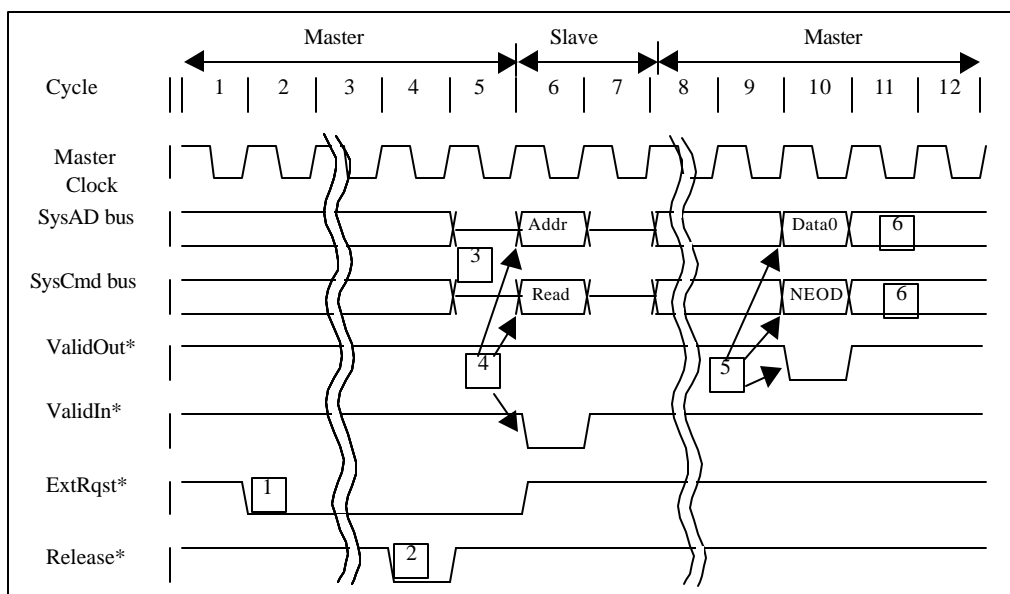 Master Slave Master
Cycle 1 2 3 4 5 6 7 8 9 10 11 12
Master
Clock
SysAD bus Addr Data0 6
3
SysCmd bus Read NEOD 6
ValidOut* 4 5
ValidIn*
ExtRqst* 1
Release* 2